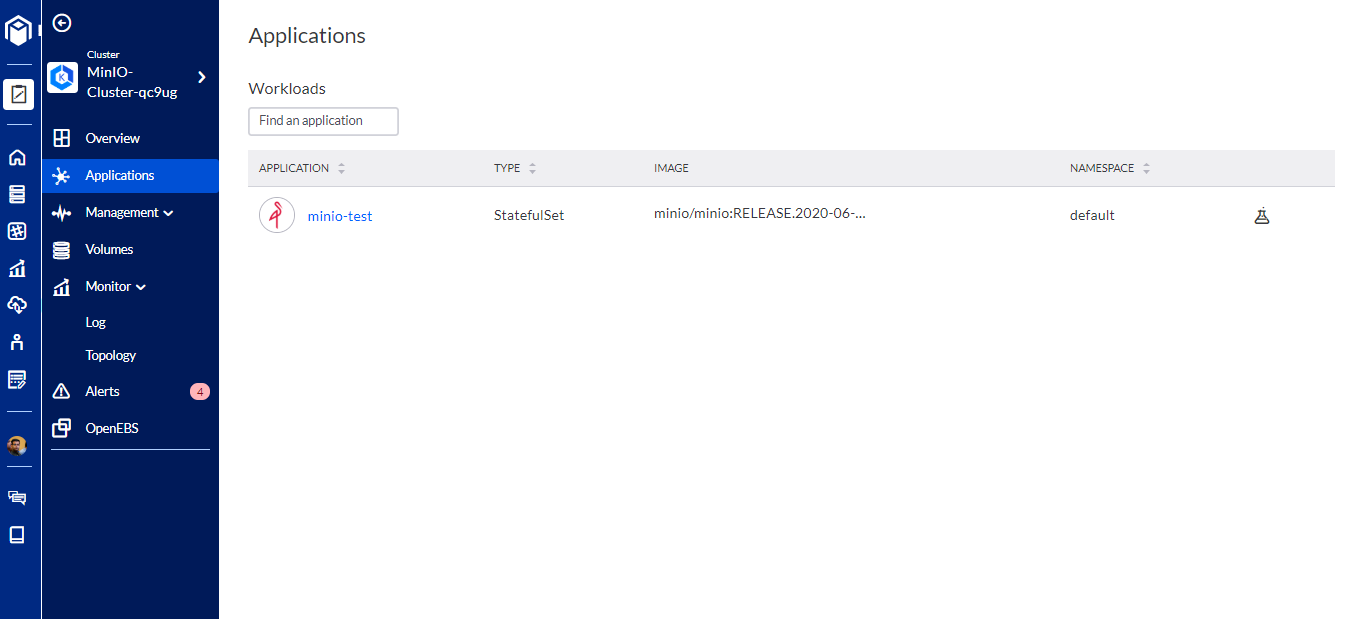 Cluster
MinIO-
Cluster-qc9ug
Overview
Applications
Management
Volumes
Monitor
Log
Topology
Alerts 4
OpenEBS
Applications
Workloads
Find an application
APPLICATION TYPE IMAGE NAMESPACE
minio-test StatefulSet minio/minio:RELEASE.2020-06-... default